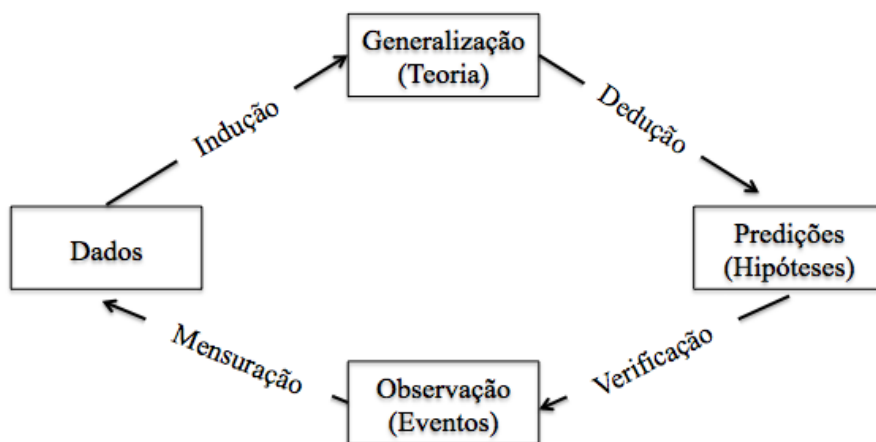 Generalização
(Teoria)
Indução
Dedução
Dados
Predições
(Hipóteses)
Mensuração
Verificação
Observação
(Eventos)